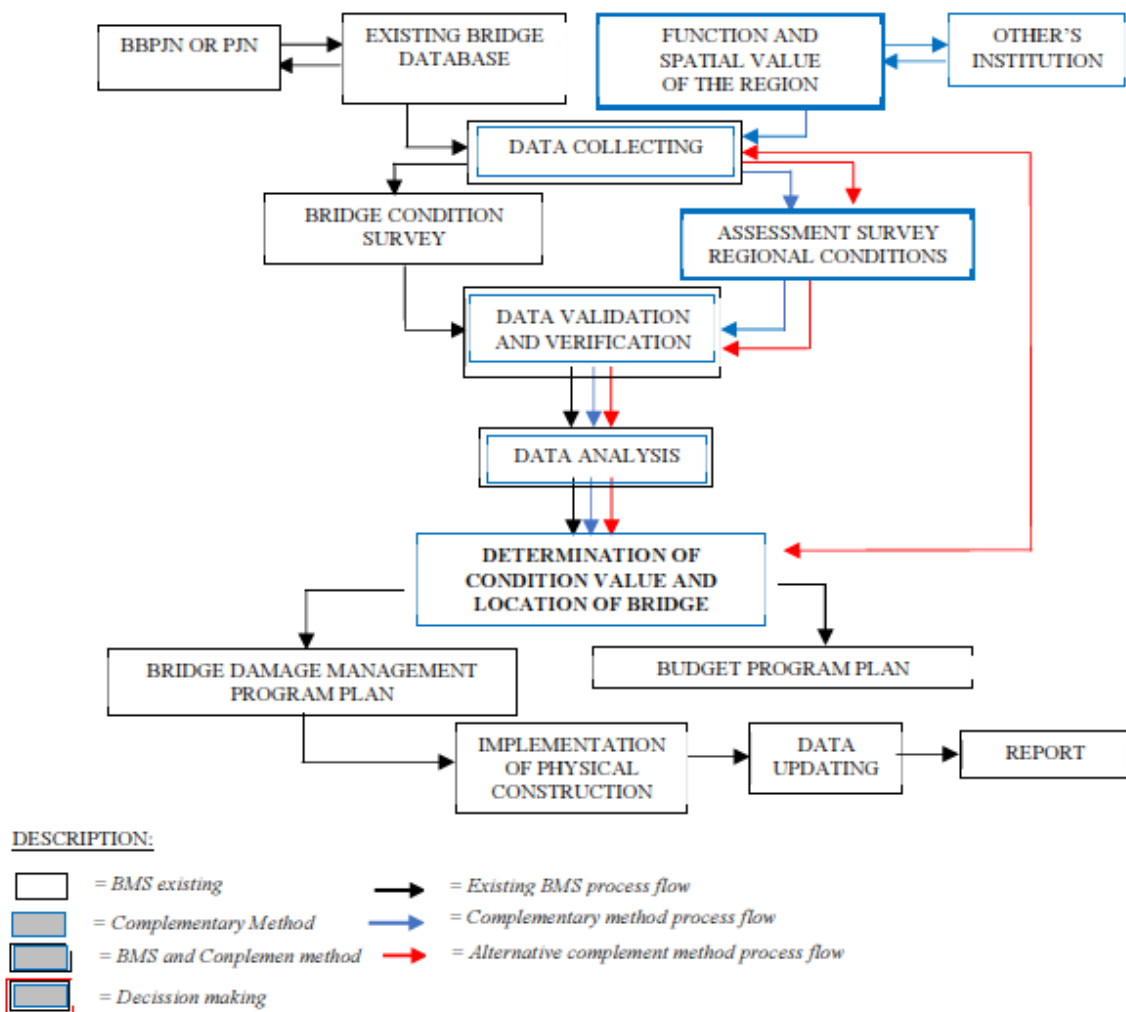 BBPJN OR PJN
EXISTING BRIDGE
DATABASE
FUNCTION AND
SPATIAL VALUE
OF THE REGION
OTHER'S
INSTITUTION
DATA COLLECTING
BRIDGE CONDITION
SURVEY
ASSESSMENT SURVEY
REGIONAL CONDITIONS
DATA VALIDATION
AND VERIFICATION
DATA ANALYSIS
DETERMINATION OF
CONDITION VALUE AND
LOCATION OF BRIDGE
BRIDGE DAMAGE MANAGEMENT
PROGRAM PLAN
BUDGET PROGRAM PLAN
IMPLEMENTATION
OF PHYSICAL
CONSTRUCTION
DATA
UPDATING
REPORT
DESCRIPTION:
= BMS existing
= Existing BMS process flow
= Complementary Method
= Complementary method process flow
= BMS and Conplemen method
= Alternative complement method process flow
= Decission making